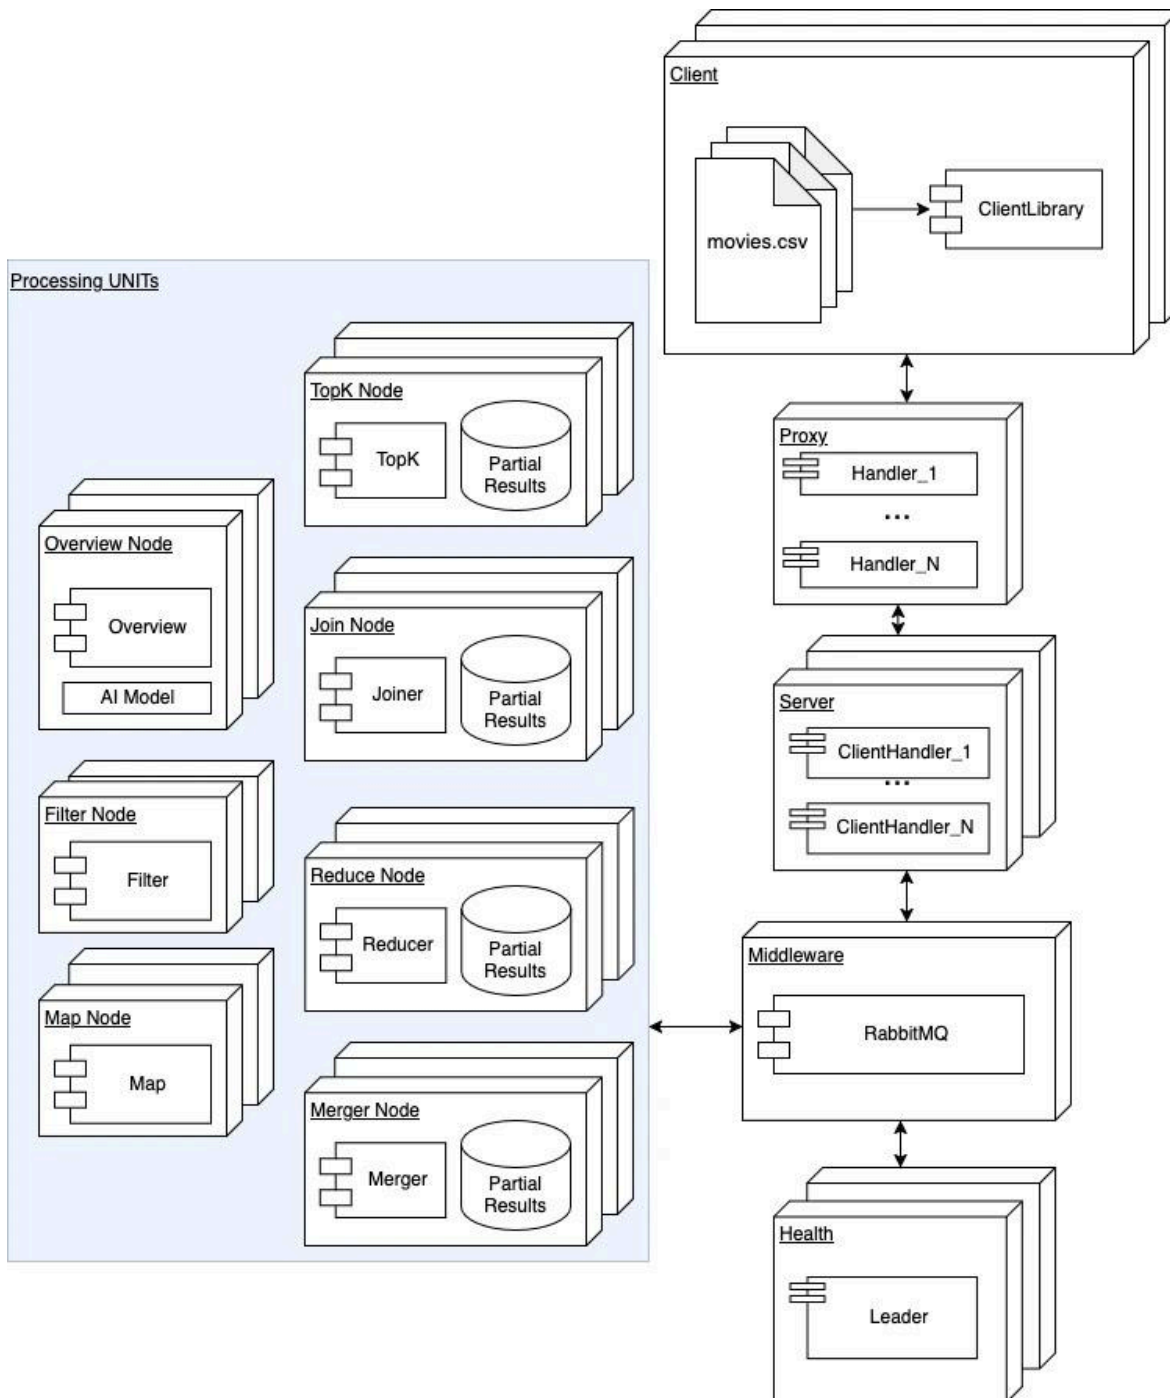 Client
movies.csv
ClientLibrary
Processing UNITs
TopK Node
TopK
Partial
Results
Overview Node
Overview
AI Model
Join Node
Joiner
Partial
Results
Filter Node
Filter
Reduce Node
Reducer
Partial
Results
Map Node
Map
Merger Node
Merger
Partial
Results
Proxy
Handler_1
...
Handler_N
Server
ClientHandler_1
...
ClientHandler_N
Middleware
RabbitMQ
Health
Leader